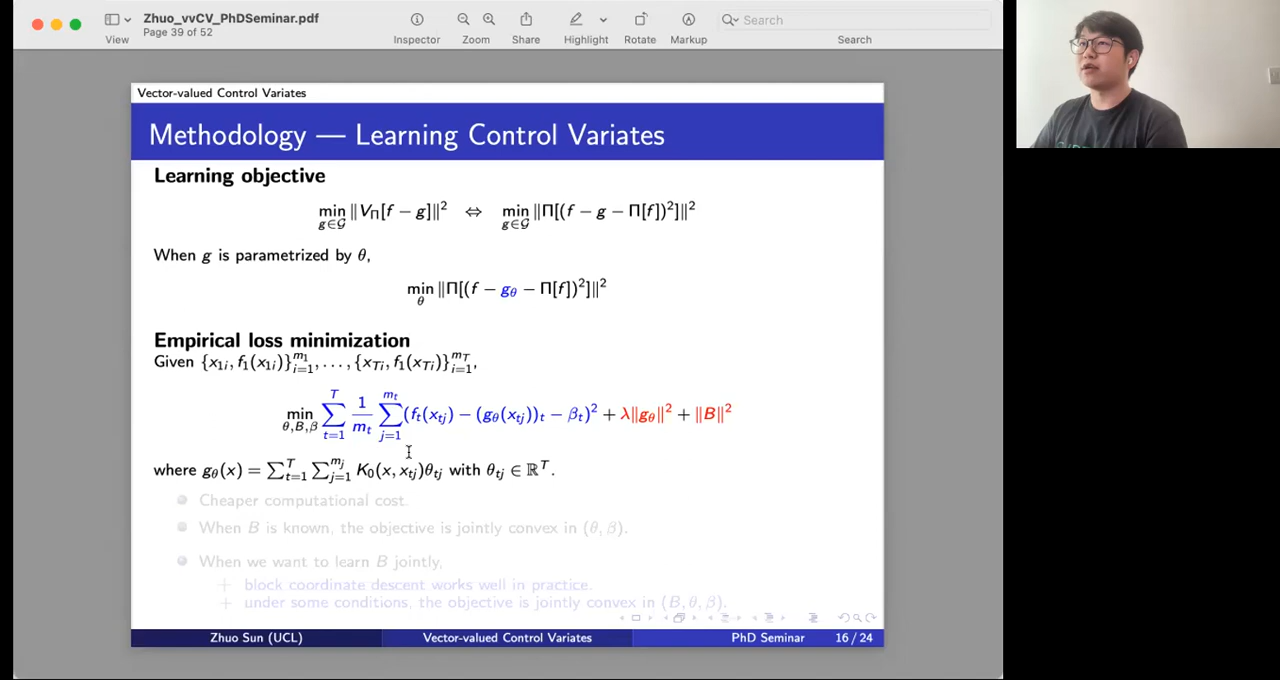 Zhuo_vvCV_PhDSeminar.pdf
Page 39 of 52
View
Inspector
Zoom
Share
Highlight
Rotate
Markup
Search
Search
Vector-valued Control Variates
Methodology — Learning Control Variates
Learning objective
min_{g∈𝒢} ‖V_Π[f − g]‖² ⇔ min_{g∈𝒢} ‖Π[(f − g − Π[f])²]‖²
When g is parametrized by θ,
min_θ ‖Π[(f − g_θ − Π[f])²]‖²
Empirical loss minimization
Given {x_{1i}, f_1(x_{1i})}_{i=1}^{m_1}, . . . , {x_{Ti}, f_1(x_{Ti})}_{i=1}^{m_T},
min_{θ,B,β} ∑_{t=1}^{T} 1/m_t ∑_{j=1}^{m_t} (f_t(x_{tj}) − (g_θ(x_{tj}))_t − β_t)² + λ‖g_θ‖² + ‖B‖²
where g_θ(x) = ∑_{t=1}^{T} ∑_{j=1}^{m_j} K_0(x, x_{tj})θ_{tj} with θ_{tj} ∈ ℝ^T.
Cheaper computational cost.
When B is known, the objective is jointly convex in (θ, β).
When we want to learn B jointly,
+ block coordinate descent works well in practice.
+ under some conditions, the objective is jointly convex in (B, θ, β).
Zhuo Sun (UCL)
Vector-valued Control Variates
PhD Seminar
16 / 24